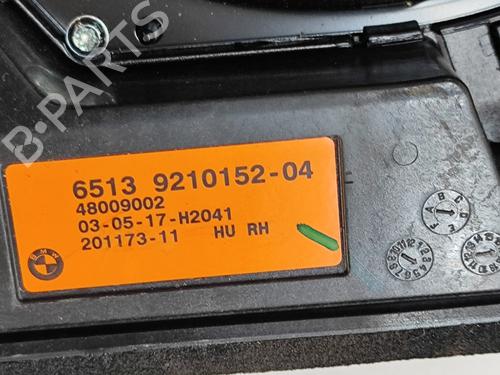 B-PARTS
6513 9210152-04
48009002
03-05-17-H2041
201173-11 HU RH
BMW